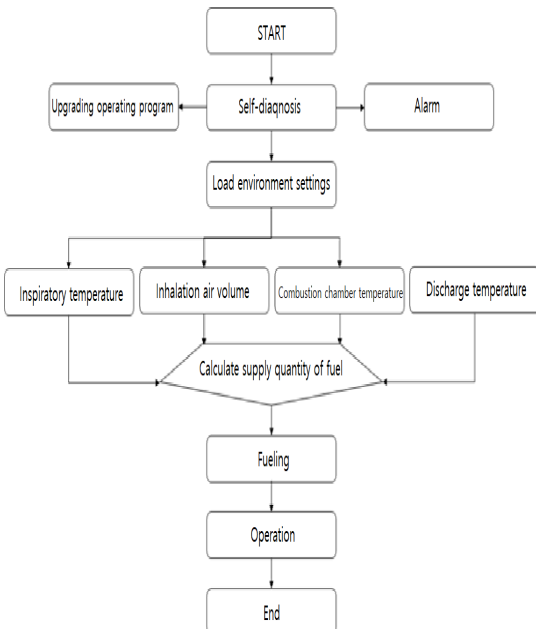 START
Upgrading operating program
Self-diaqnosis
Alarm
Load environment settings
Inspiratory temperature
Inhalation air volume
Combustion chamber temperature
Discharge temperature
Calculate supply quantity of fuel
Fueling
Operation
End